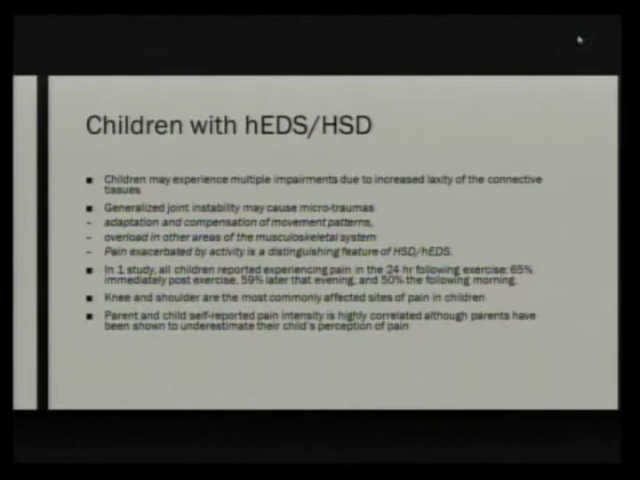 Children with hEDS/HSD
■ Children may experience multiple impairments due to increased laxity of the connective
tissues
■ Generalized joint instability may cause micro-traumas
– adaptation and compensation of movement patterns,
– overload in other areas of the musculoskeletal system
– Pain exacerbated by activity is a distinguishing feature of HSD/hEDS.
■ In 1 study, all children reported experiencing pain in the 24 hr following exercise; 65%
immediately post exercise, 59% later that evening, and 50% the following morning.
■ Knee and shoulder are the most commonly affected sites of pain in children
■ Parent and child self-reported pain intensity is highly correlated although parents have
been shown to underestimate their child's perception of pain